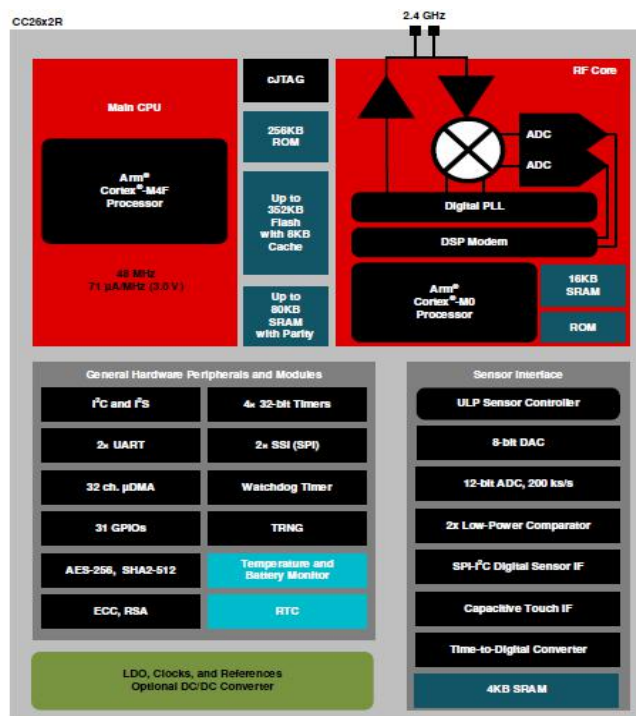 CC26x2R
2.4 GHz
Main CPU
Arm®
Cortex®-M4F
Processor
48 MHz
71 µA/MHz (3.0 V)
cJTAG
256KB
ROM
Up to
352KB
Flash
with 8KB
Cache
Up to
80KB
SRAM
with Parity
RF Core
ADC
ADC
Digital PLL
DSP Modem
Arm®
Cortex®-M0
Processor
16KB
SRAM
ROM
General Hardware Peripherals and Modules
I²C and I²S
4× 32-bit Timers
2× UART
2× SSI (SPI)
32 ch. µDMA
Watchdog Timer
31 GPIOs
TRNG
AES-256, SHA2-512
Temperature and
Battery Monitor
ECC, RSA
RTC
LDO, Clocks, and References
Optional DC/DC Converter
Sensor Interface
ULP Sensor Controller
8-bit DAC
12-bit ADC, 200 ks/s
2x Low-Power Comparator
SPI-I²C Digital Sensor IF
Capacitive Touch IF
Time-to-Digital Converter
4KB SRAM